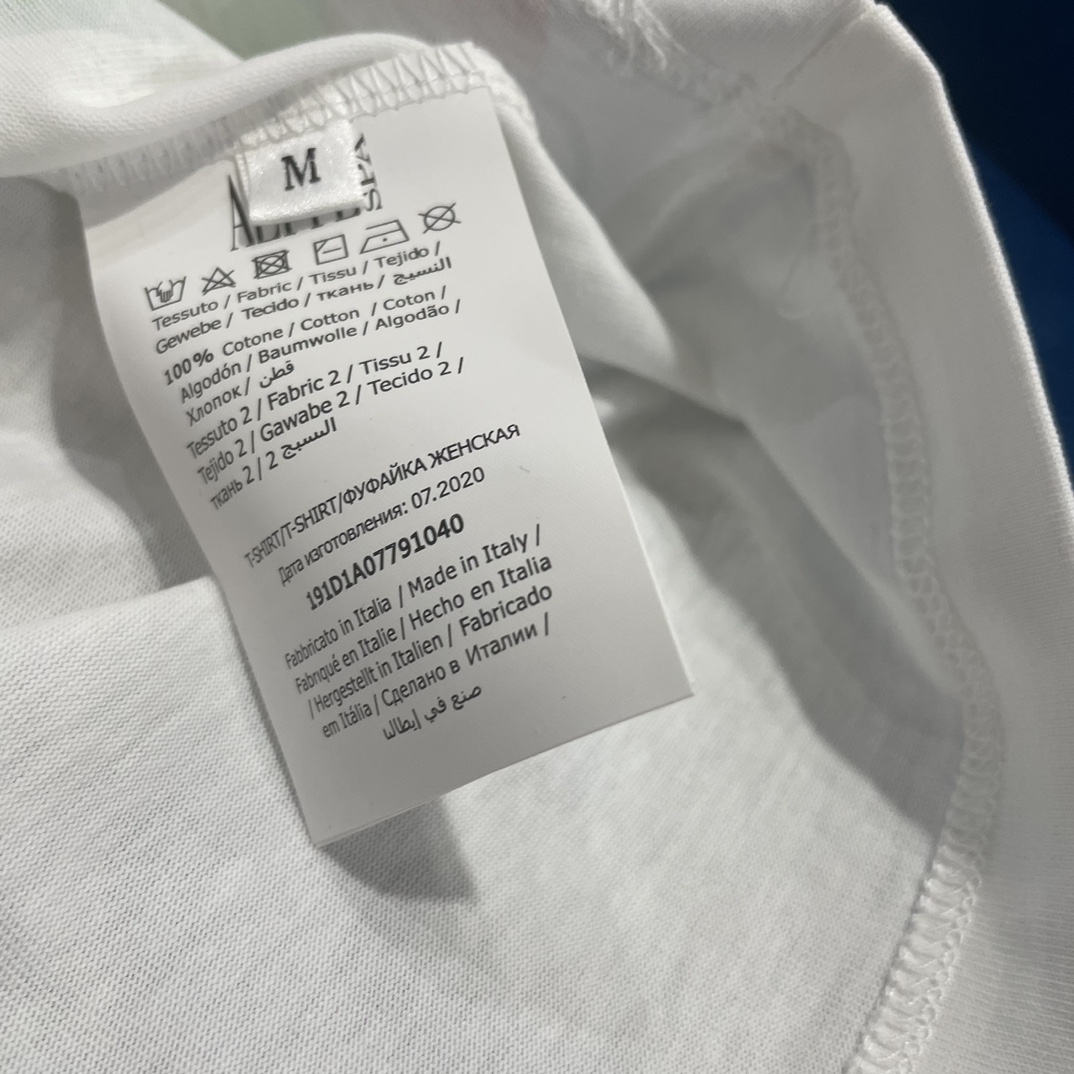 M
SPA
Tessuto / Fabric / Tissu / Tejido /
Gewebe / Tecido / ткань / النسيج
100% Cotone / Cotton / Coton /
Algodón / Baumwolle / Algodão /
Хлопок / قطن
Tessuto 2 / Fabric 2 / Tissu 2 /
Tejido 2 / Gawabe 2 / Tecido 2 /
ткань 2 / 2 النسيج
T-SHIRT/T-SHIRT/ФУФАЙКА ЖЕНСКАЯ
Дата изготовления: 07.2020
191D1A07791040
Fabbricato in Italia / Made in Italy /
Fabriqué en Italie / Hecho en Italia
/ Hergestellt in Italien / Fabricado
em Itália / Сделано в Италии /
صنع في إيطاليا